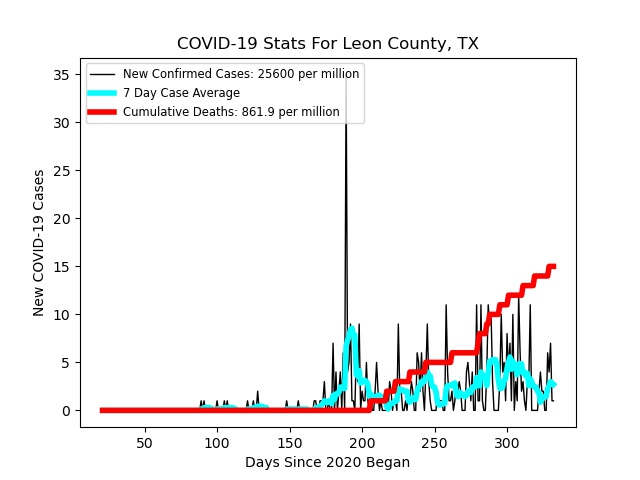 COVID-19 Stats For Leon County, TX
New Confirmed Cases: 25600 per million
7 Day Case Average
Cumulative Deaths: 861.9 per million
New COVID-19 Cases
35
30
25
20
15
10
5
0
50 100 150 200 250 300
Days Since 2020 Began